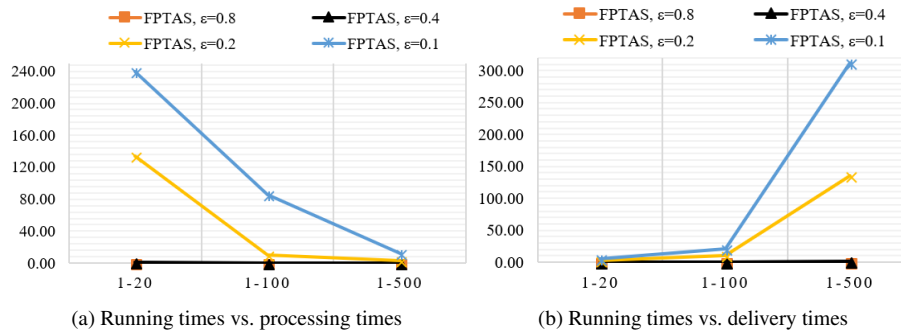 FPTAS, ε=0.8 FPTAS, ε=0.4
FPTAS, ε=0.2 FPTAS, ε=0.1
240.00
200.00
160.00
120.00
80.00
40.00
0.00
1-20 1-100 1-500
(a) Running times vs. processing times
FPTAS, ε=0.8 FPTAS, ε=0.4
FPTAS, ε=0.2 FPTAS, ε=0.1
300.00
250.00
200.00
150.00
100.00
50.00
0.00
1-20 1-100 1-500
(b) Running times vs. delivery times